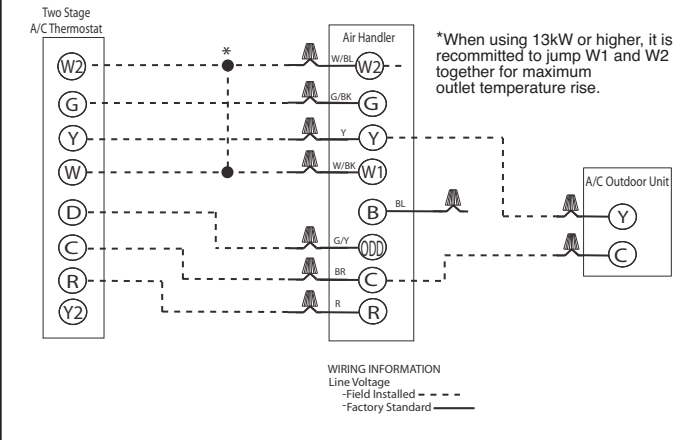 Two Stage
A/C Thermostat
Air Handler
*When using 13kW or higher, it is
recommitted to jump W1 and W2
together for maximum
outlet temperature rise.
*
W2
W/BL
W2
G
G/BK
G
Y
Y
Y
W
W/BK
W1
A/C Outdoor Unit
D
B
BL
Y
C
G/Y
ODD
C
R
BR
C
Y2
R
R
WIRING INFORMATION
Line Voltage
-Field Installed
-Factory Standard